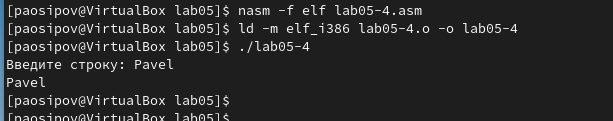 [paosipov@VirtualBox lab05]$ nasm -f elf lab05-4.asm
[paosipov@VirtualBox lab05]$ ld -m elf_i386 lab05-4.o -o lab05-4
[paosipov@VirtualBox lab05]$ ./lab05-4
Введите строку: Pavel
Pavel
[paosipov@VirtualBox lab05]$
[paosipov@VirtualBox lab05]$